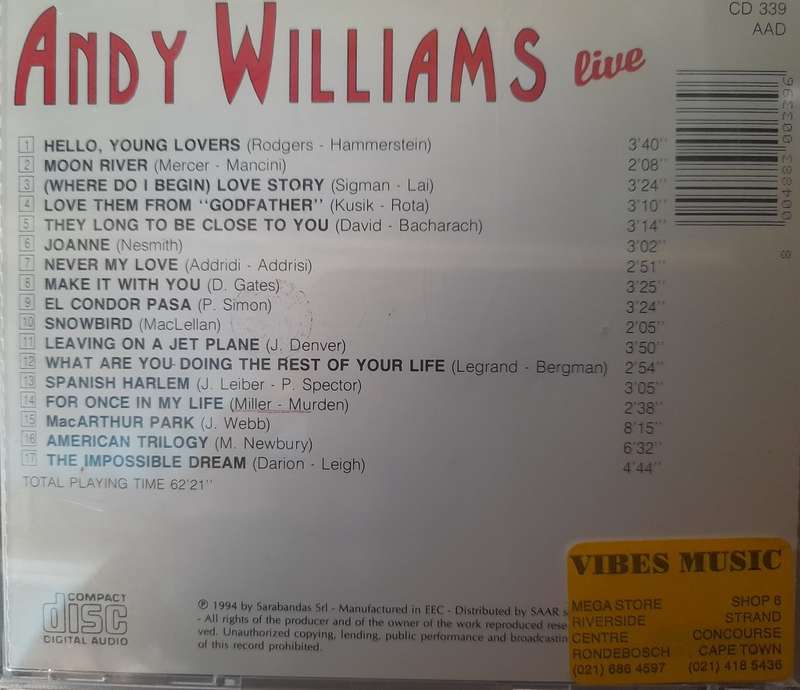 ANDY WILLIAMS live
CD 339
AAD
1 HELLO, YOUNG LOVERS (Rodgers - Hammerstein) 3'40"
2 MOON RIVER (Mercer - Mancini) 2'08"
3 (WHERE DO I BEGIN) LOVE STORY (Sigman - Lai) 3'24"
4 LOVE THEM FROM "GODFATHER" (Kusik - Rota) 3'10"
5 THEY LONG TO BE CLOSE TO YOU (David - Bacharach) 3'14"
6 JOANNE (Nesmith) 3'02"
7 NEVER MY LOVE (Addridi - Addrisi) 2'51"
8 MAKE IT WITH YOU (D. Gates) 3'25"
9 EL CONDOR PASA (P. Simon) 3'24"
10 SNOWBIRD (MacLellan) 2'05"
11 LEAVING ON A JET PLANE (J. Denver) 3'50"
12 WHAT ARE YOU DOING THE REST OF YOUR LIFE (Legrand - Bergman) 2'54"
13 SPANISH HARLEM (J. Leiber - P. Spector) 3'05"
14 FOR ONCE IN MY LIFE (Miller - Murden) 2'38"
15 MacARTHUR PARK (J. Webb) 8'15"
16 AMERICAN TRILOGY (M. Newbury) 6'32"
17 THE IMPOSSIBLE DREAM (Darion - Leigh) 4'44"
TOTAL PLAYING TIME 62'21"
COMPACT
disc
DIGITAL AUDIO
℗ 1994 by Sarabandas Srl - Manufactured in EEC - Distributed by SAAR s
- All rights of the producer and of the owner of the work reproduced rese
ved. Unauthorized copying, lending, public performance and broadcastin
of this record prohibited.
VIBES MUSIC
MEGA STORE
RIVERSIDE
CENTRE
RONDEBOSCH
(021) 686 4597
SHOP 6
STRAND
CONCOURSE
CAPE TOWN
(021) 418 5436